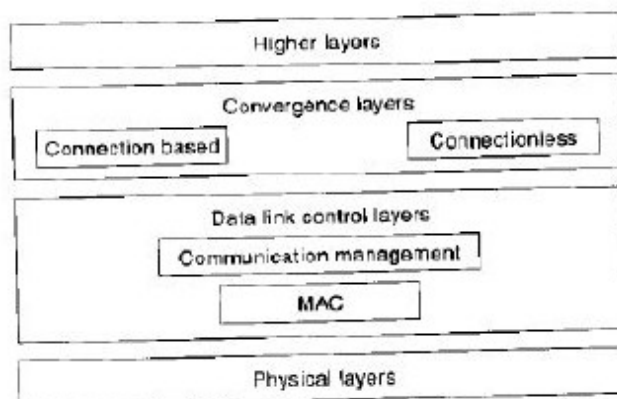 Higher layers
Convergence layers
Connection based
Connectionless
Data link control layers
Communication management
MAC
Physical layers